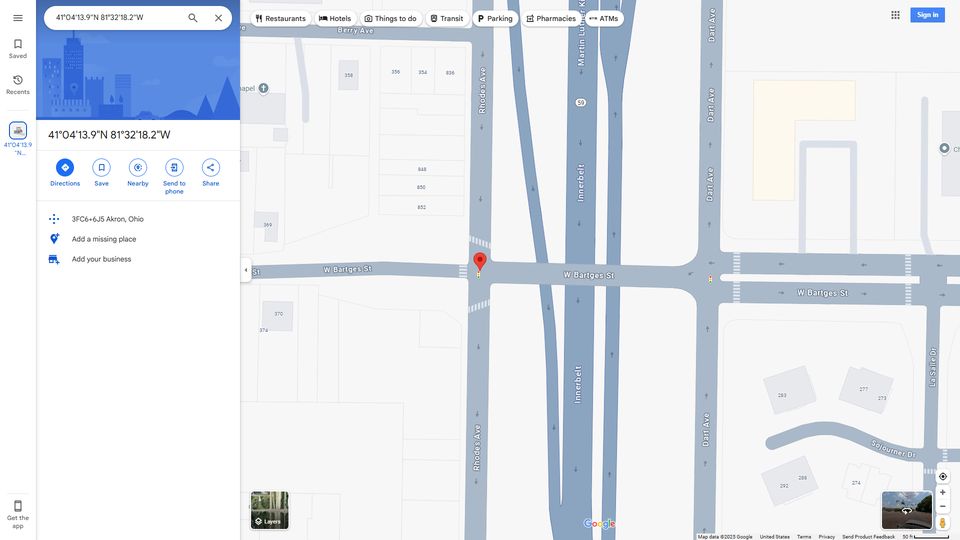 41°04'13.9"N 81°32'18.2"W
Restaurants
Hotels
Things to do
Transit
Parking
Pharmacies
ATMs
Sign in
Saved
Recents
41°04'13.9
"N...
41°04'13.9"N 81°32'18.2"W
Directions
Save
Nearby
Send to
phone
Share
3FC6+6J5 Akron, Ohio
Add a missing place
Add your business
Get the
app
Berry Ave
358
356
354
836
apel
Rhodes Ave
Martin Luther K
59
Dart Ave
Dart Ave
Dart Ave
Innerbelt
848
850
852
369
St
W Bartges St
W Bartges St
W Bartges St
370
374
Innerbelt
Rhodes Ave
Dart Ave
La Salle Dr
283
277
273
Sojourner Dr
292
288
274
Ch
Layers
Google
Map data ©2025 Google
United States
Terms
Privacy
Send Product Feedback
50 ft